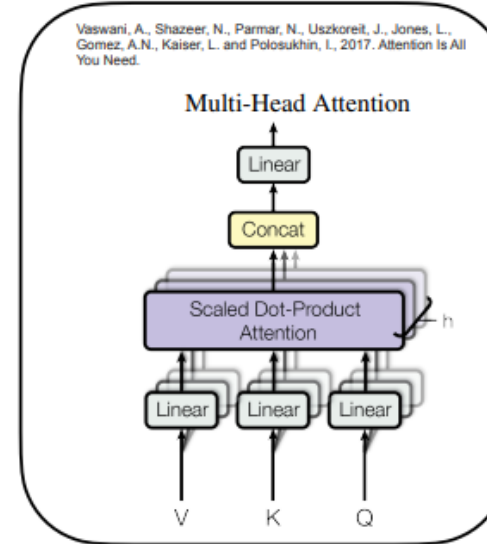 Vaswani, A., Shazeer, N., Parmar, N., Uszkoreit, J., Jones, L.,
Gomez, A.N., Kaiser, L. and Polosukhin, I., 2017. Attention Is All
You Need.
Multi-Head Attention
Linear
Concat
Scaled Dot-Product
Attention
h
Linear Linear Linear
V K Q